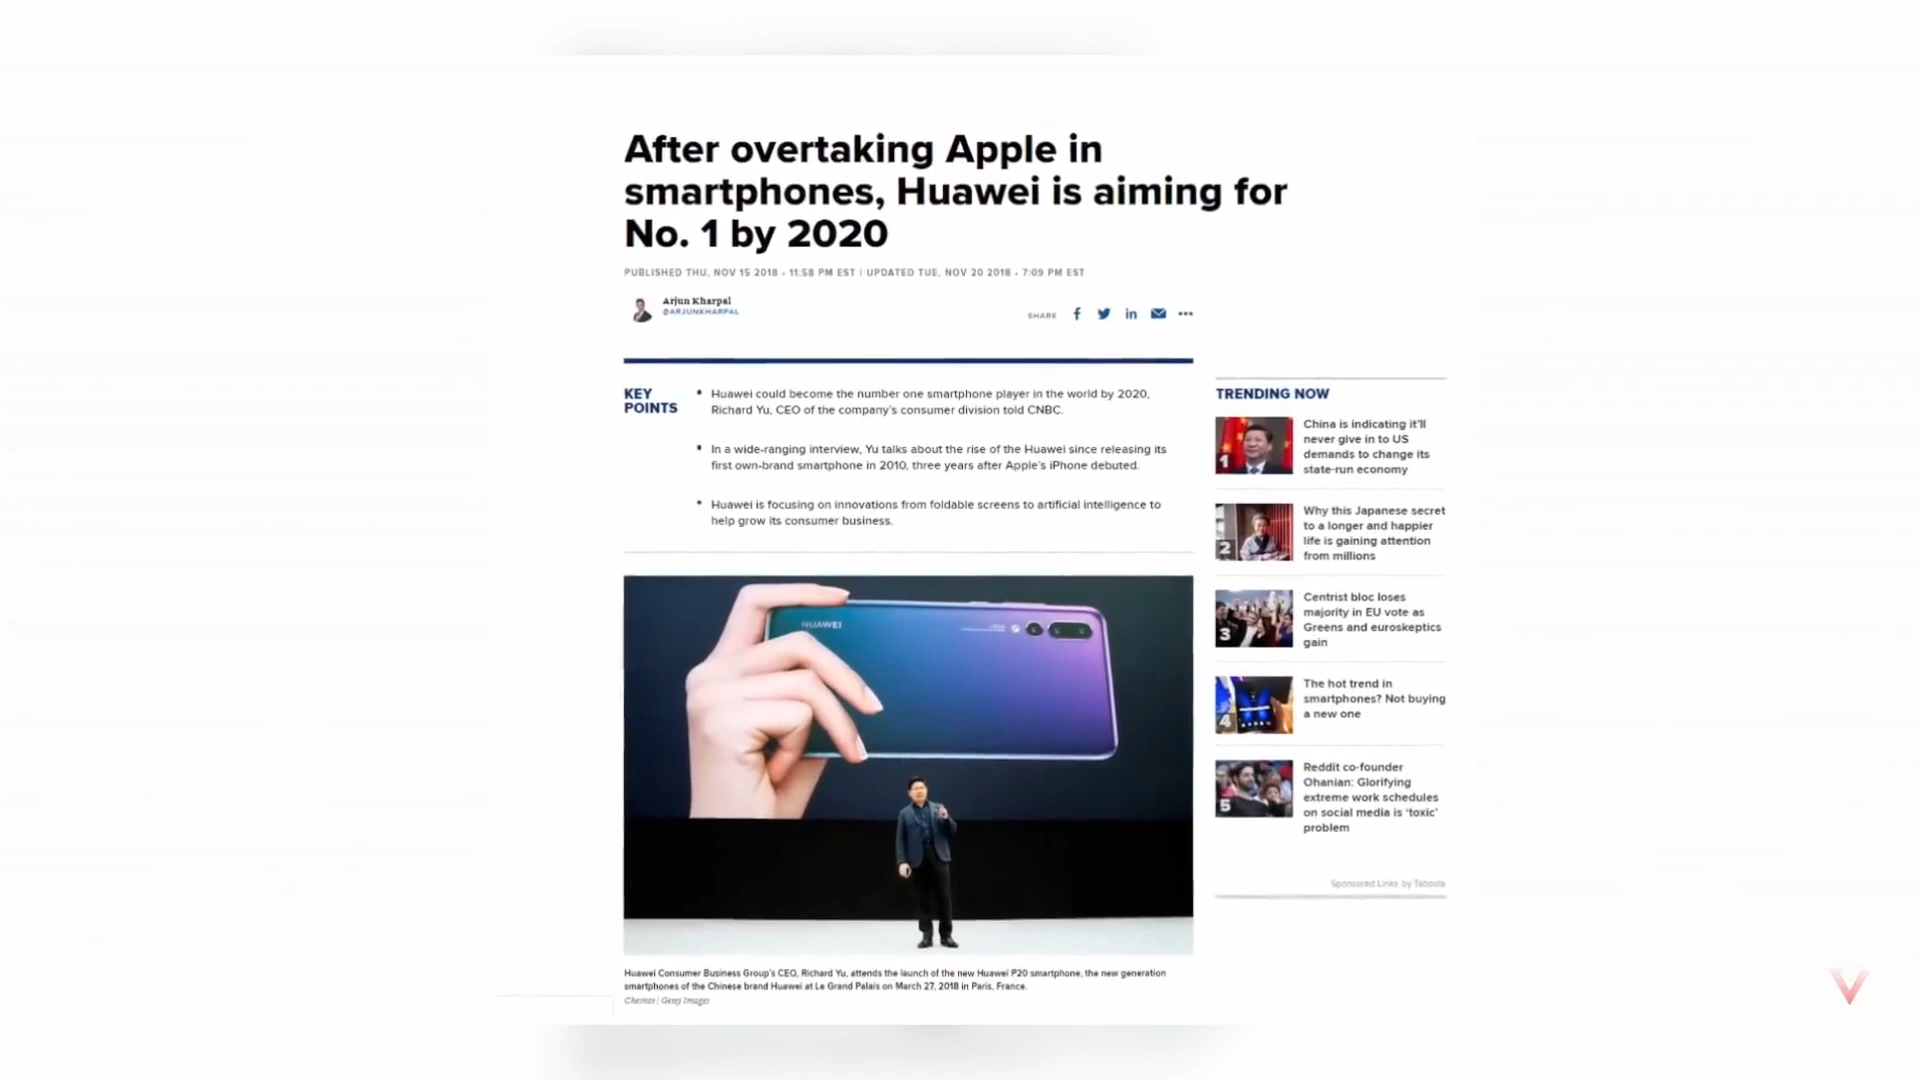 After overtaking Apple in
smartphones, Huawei is aiming for
No. 1 by 2020
PUBLISHED THU, NOV 15 2018 • 11:58 PM EST | UPDATED TUE, NOV 20 2018 • 7:09 PM EST
Arjun Kharpal
@ARJUNKHARPAL
SHARE
KEY
POINTS
• Huawei could become the number one smartphone player in the world by 2020,
Richard Yu, CEO of the company's consumer division told CNBC.
• In a wide-ranging interview, Yu talks about the rise of the Huawei since releasing its
first own-brand smartphone in 2010, three years after Apple's iPhone debuted.
• Huawei is focusing on innovations from foldable screens to artificial intelligence to
help grow its consumer business.
HUAWEI
Huawei Consumer Business Group's CEO, Richard Yu, attends the launch of the new Huawei P20 smartphone, the new generation
smartphones of the Chinese brand Huawei at Le Grand Palais on March 27, 2018 in Paris, France.
Chesnot | Getty Images
TRENDING NOW
1
China is indicating it'll
never give in to US
demands to change its
state-run economy
2
Why this Japanese secret
to a longer and happier
life is gaining attention
from millions
3
Centrist bloc loses
majority in EU vote as
Greens and euroskeptics
gain
4
The hot trend in
smartphones? Not buying
a new one
5
Reddit co-founder
Ohanian: Glorifying
extreme work schedules
on social media is 'toxic'
problem
Sponsored Links by Taboola